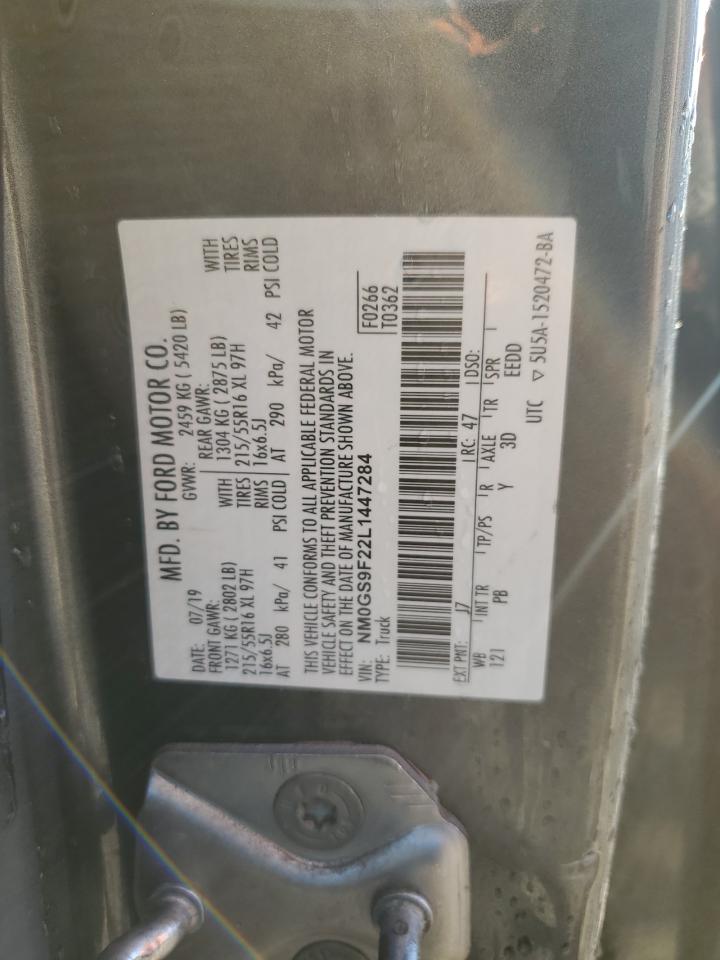 MFD. BY FORD MOTOR CO.
DATE: 07/19 GVWR: 2459 KG ( 5420 LB)
FRONT GAWR: REAR GAWR:
1271 KG ( 2802 LB) WITH 1304 KG ( 2875 LB) WITH
215/55R16 XL 97H TIRES 215/55R16 XL 97H TIRES
16x6.5J RIMS 16x6.5J RIMS
AT 280 kPa/ 41 PSI COLD AT 290 kPa/ 42 PSI COLD
THIS VEHICLE CONFORMS TO ALL APPLICABLE FEDERAL MOTOR
VEHICLE SAFETY AND THEFT PREVENTION STANDARDS IN
EFFECT ON THE DATE OF MANUFACTURE SHOWN ABOVE.
VIN: NM0GS9F22L1447284 F0266
TYPE: Truck T0362
EXT PNT: J7 RC: 47 DSO:
WB INT TR TP/PS R AXLE TR SPR
121 PB Y 3D EEDD
UTC ▽ 5U5A-1520472-BA